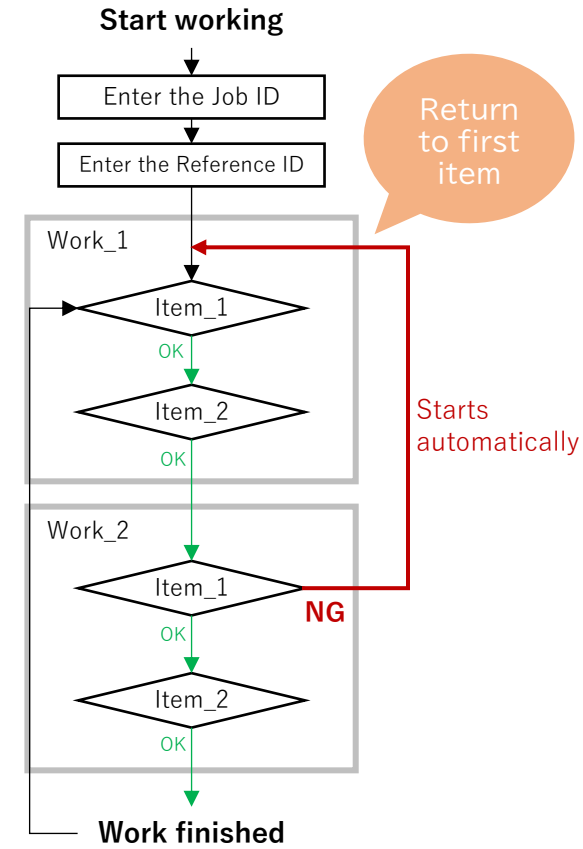 Start working
Enter the Job ID
Enter the Reference ID
Return
to first
item
Work_1
Item_1
OK
Item_2
OK
Starts
automatically
Work_2
Item_1
NG
OK
Item_2
OK
Work finished